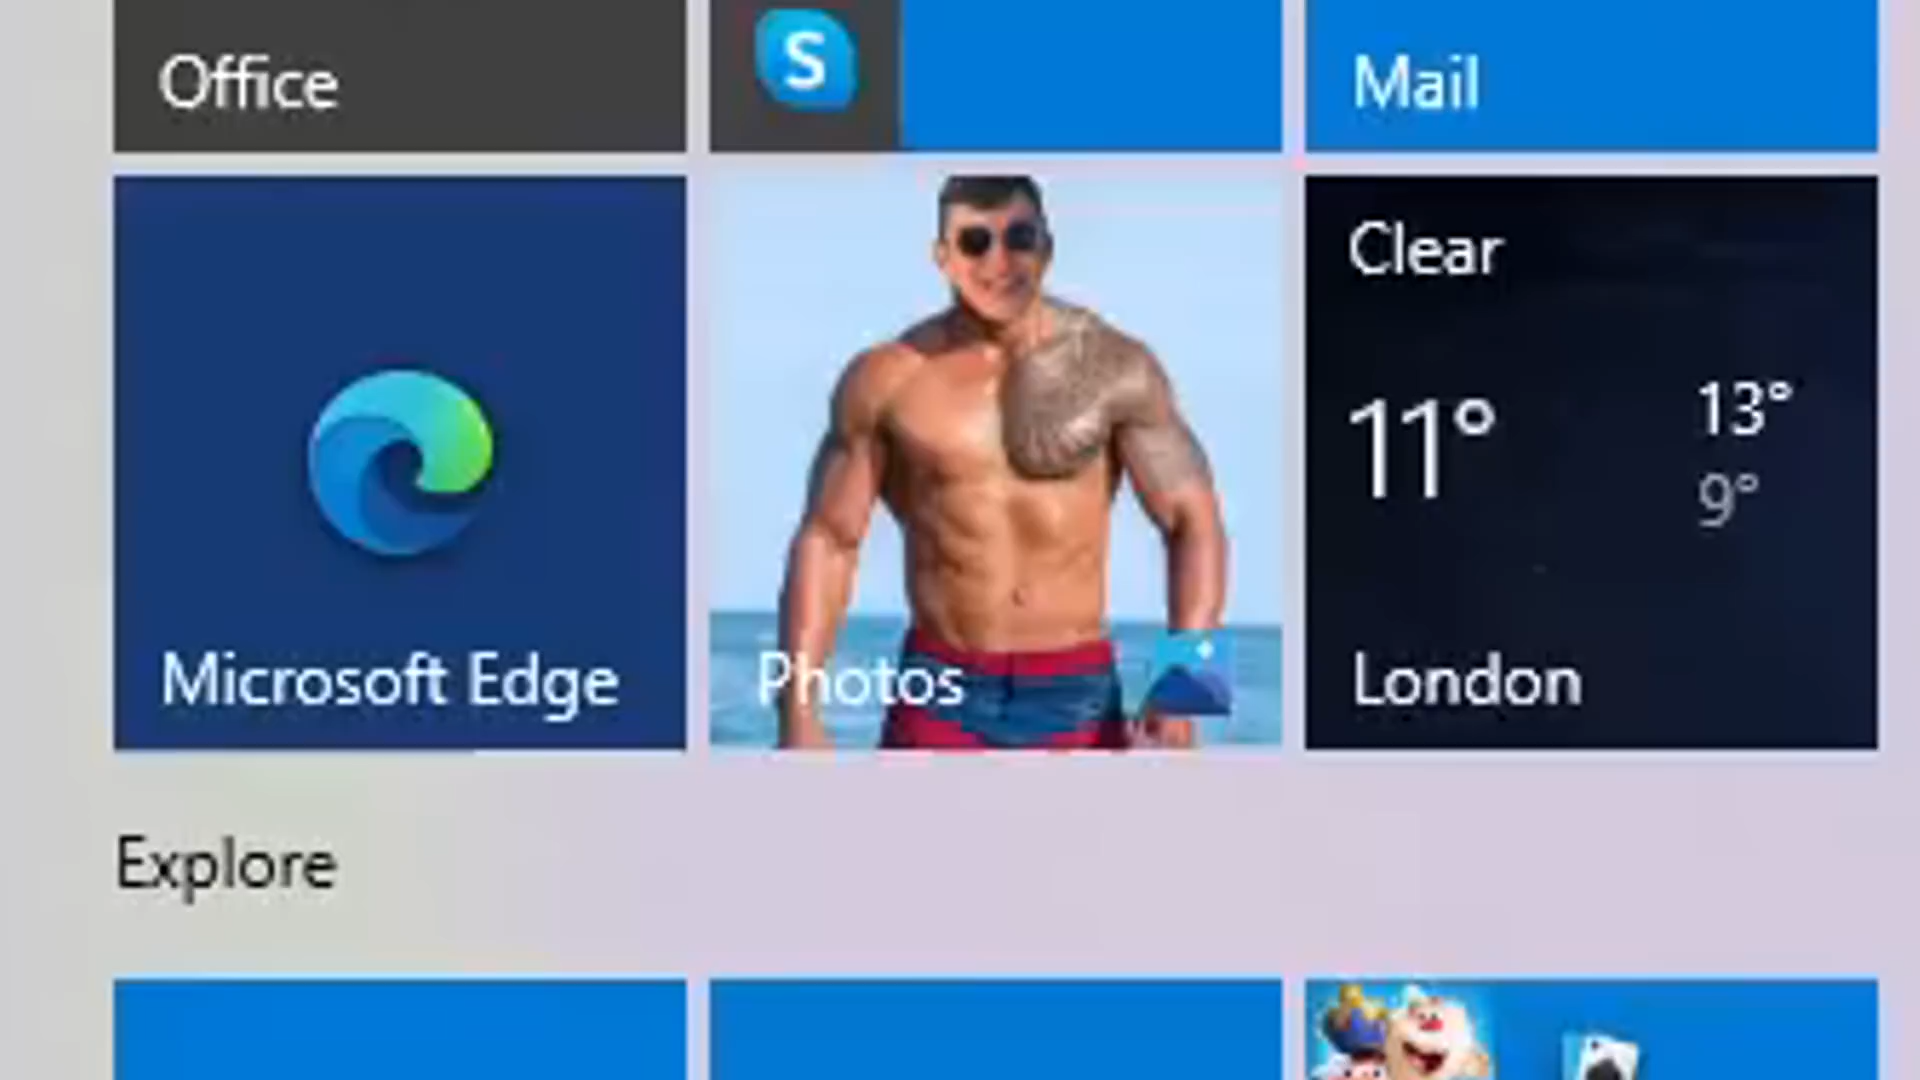 Office
S
Mail
Microsoft Edge
Photos
Clear
11°
13°
9°
London
Explore